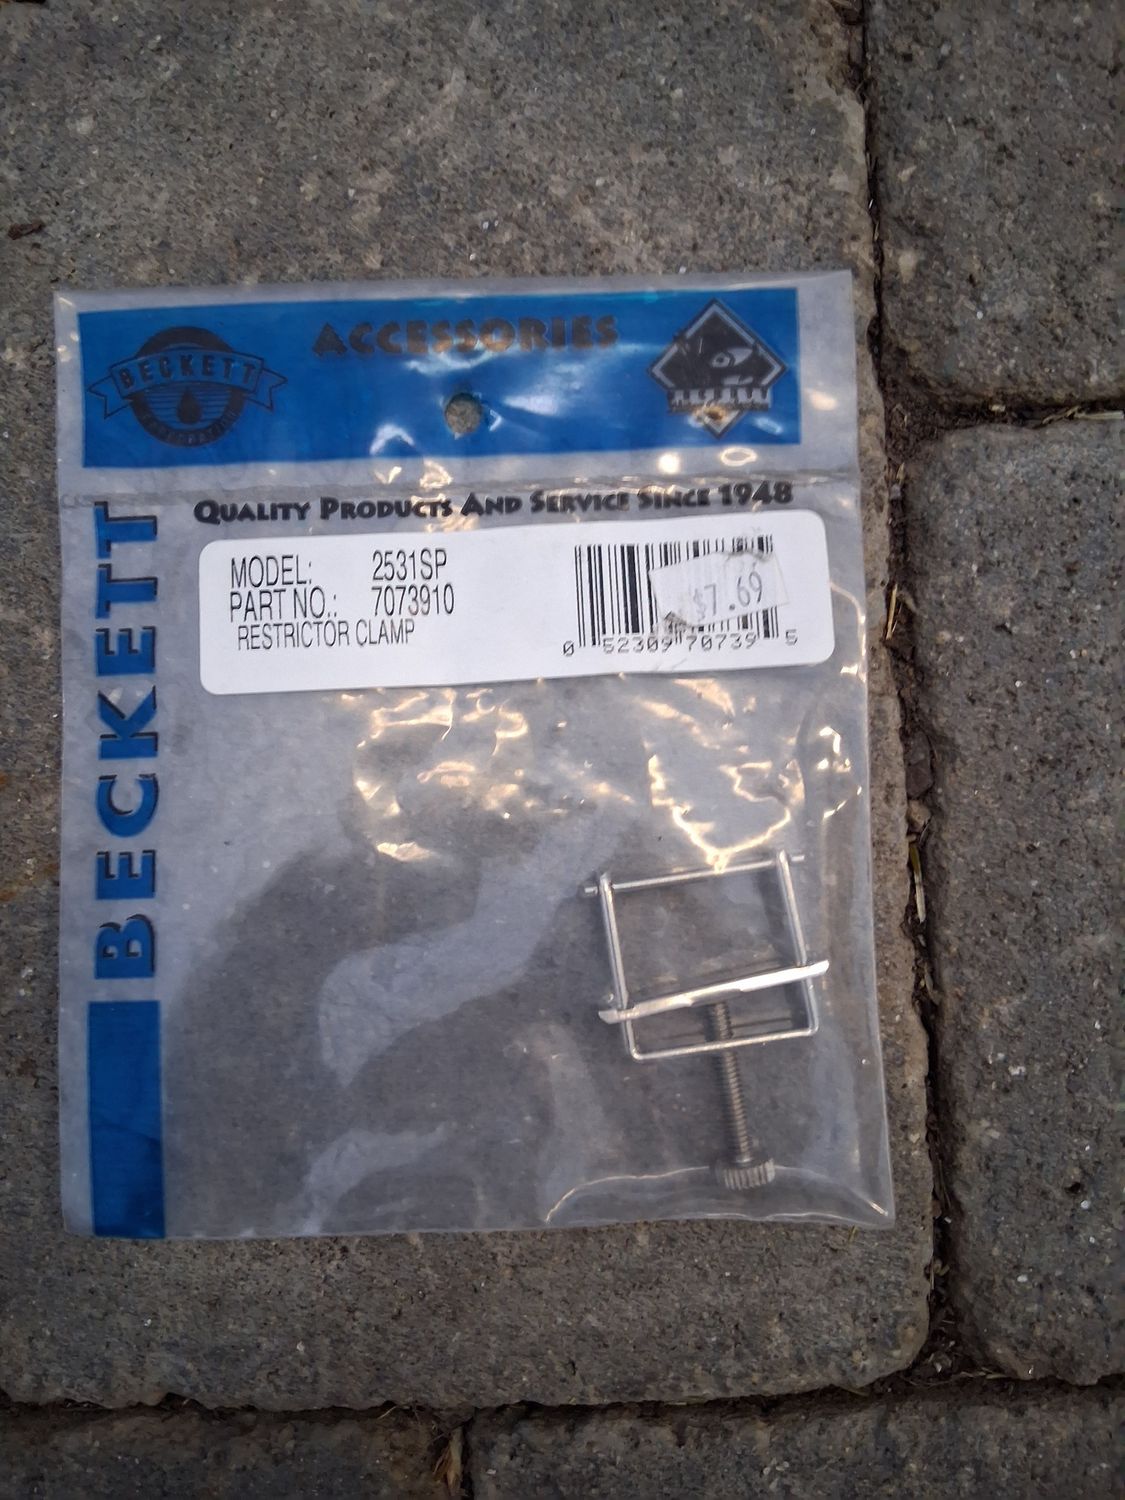 ACCESSORIES
BECKETT
QUALITY PRODUCTS AND SERVICE SINCE 1948
BECKETT
MODEL: 2531SP
PART NO.: 7073910
RESTRICTOR CLAMP
$7.69
0 52309 70739 5